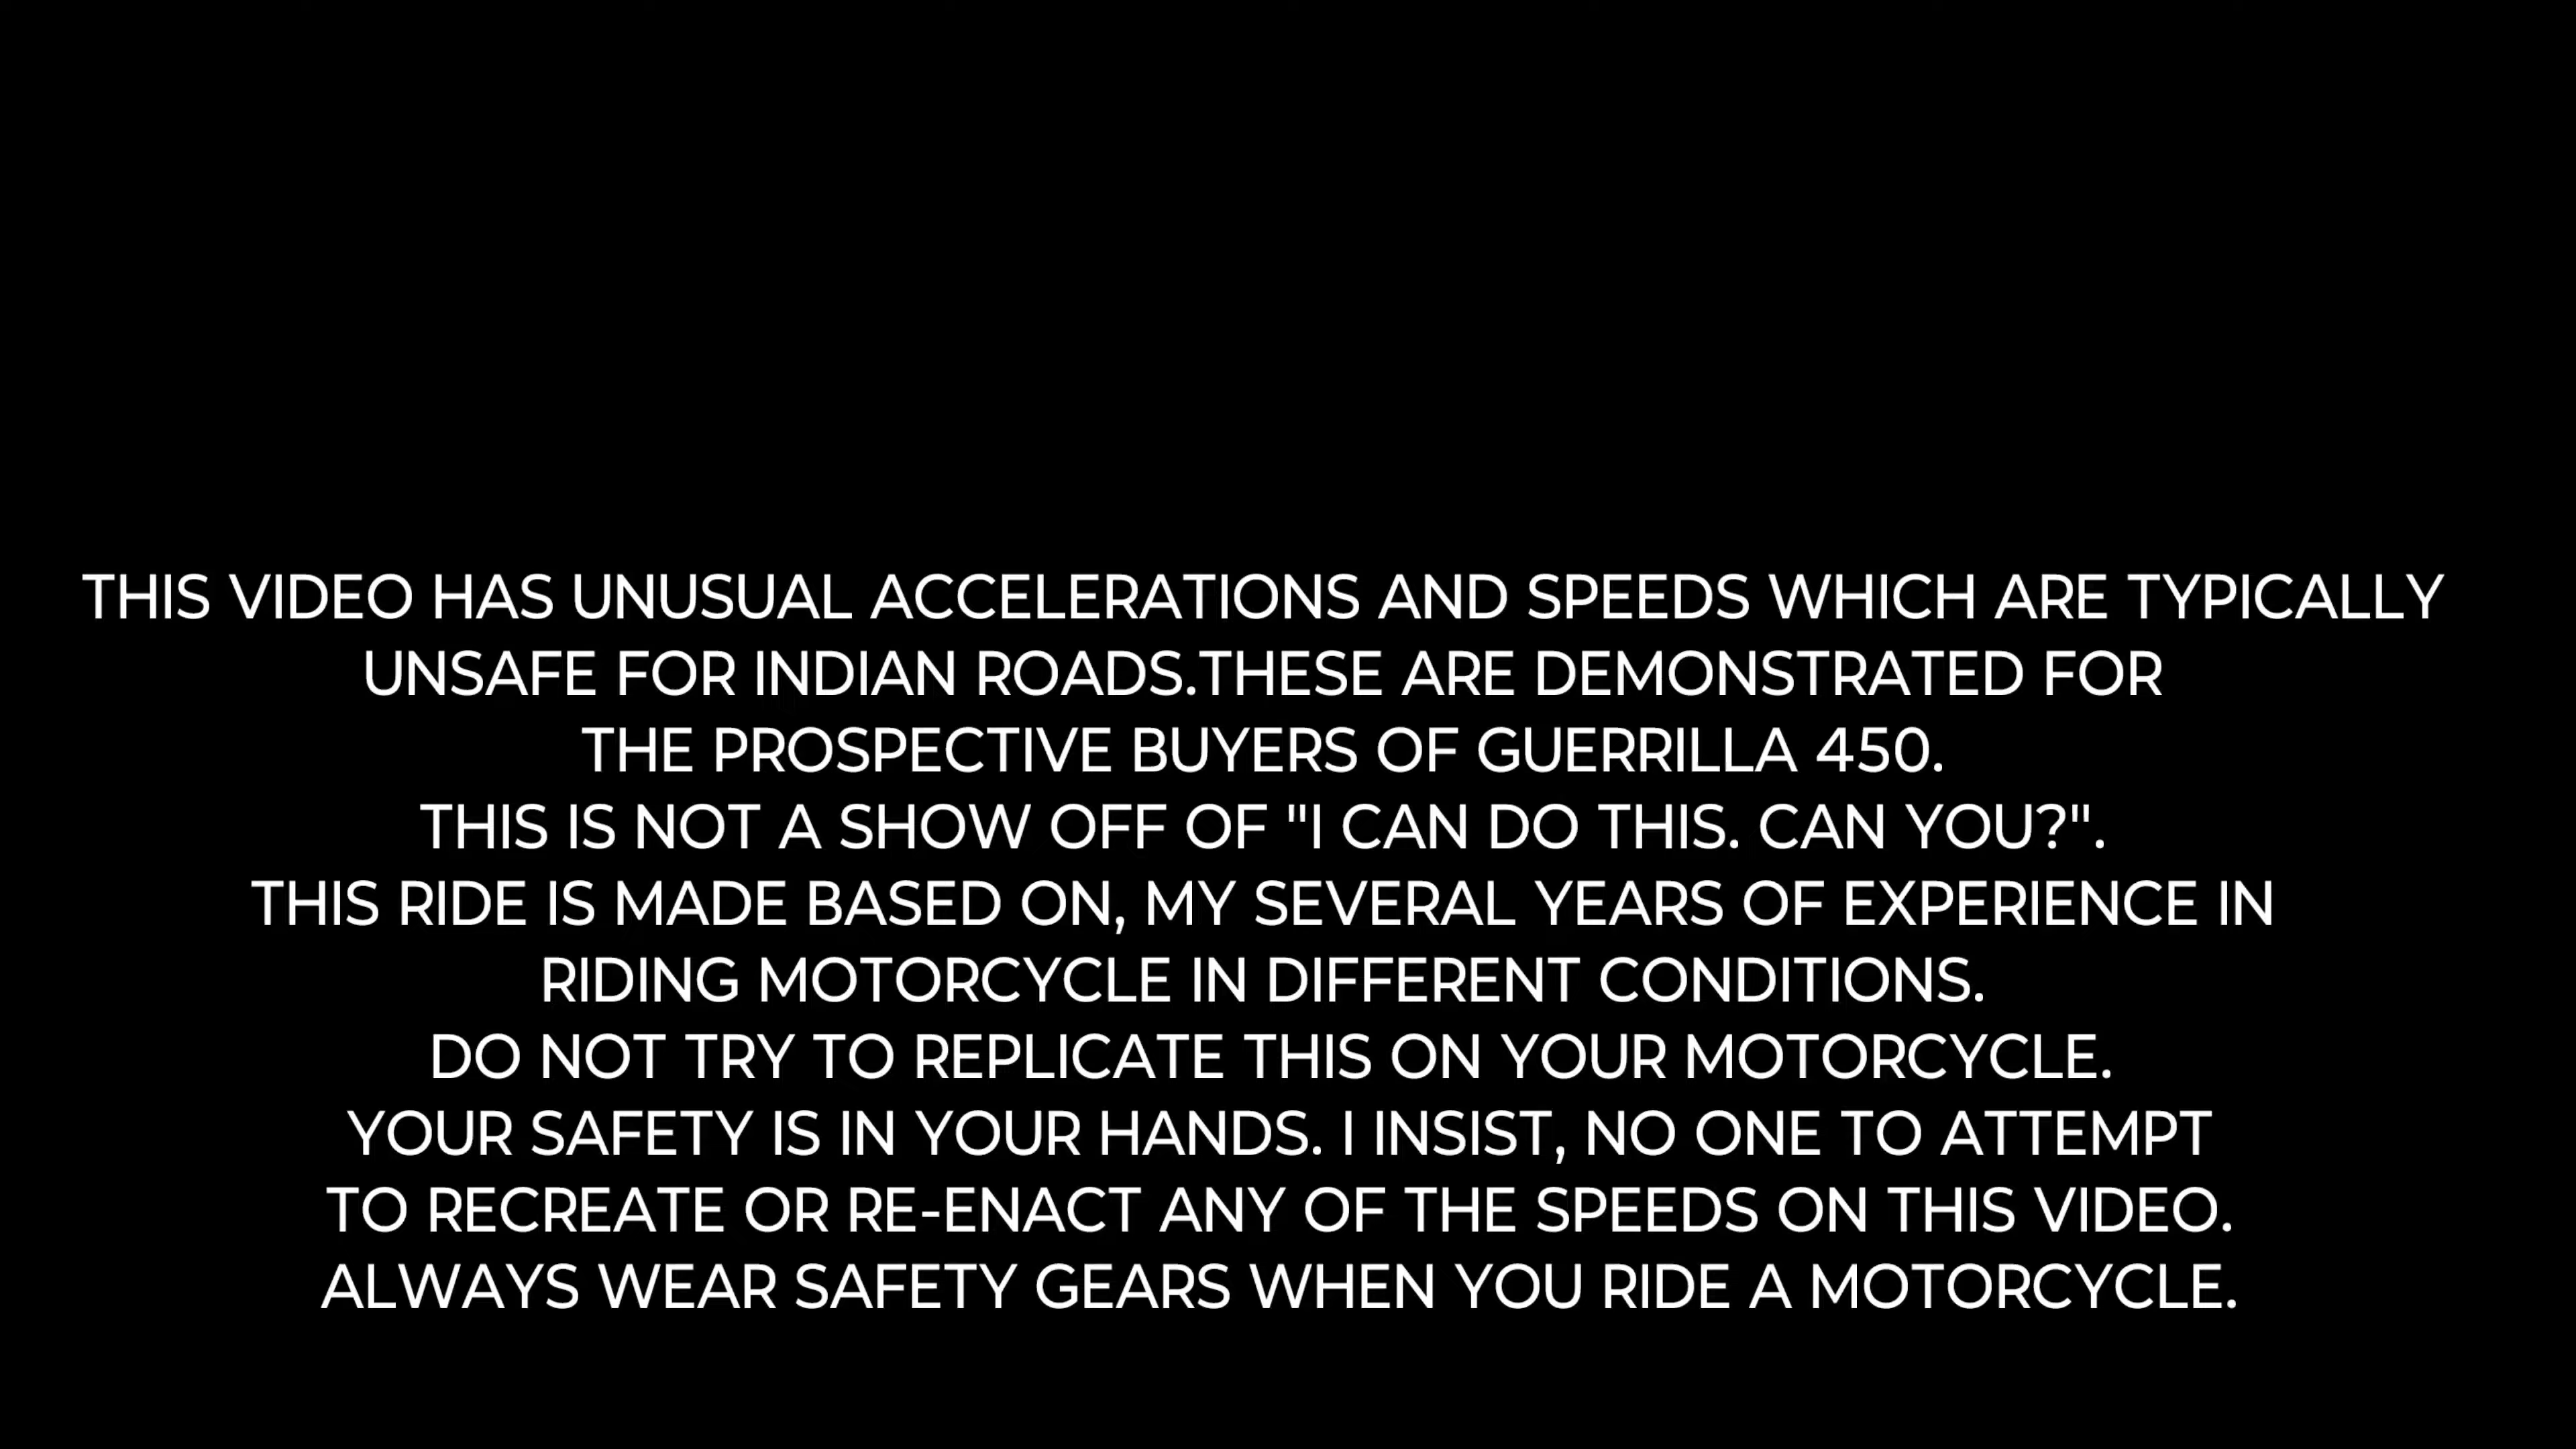 THIS VIDEO HAS UNUSUAL ACCELERATIONS AND SPEEDS WHICH ARE TYPICALLY
UNSAFE FOR INDIAN ROADS.THESE ARE DEMONSTRATED FOR
THE PROSPECTIVE BUYERS OF GUERRILLA 450.
THIS IS NOT A SHOW OFF OF "I CAN DO THIS. CAN YOU?".
THIS RIDE IS MADE BASED ON, MY SEVERAL YEARS OF EXPERIENCE IN
RIDING MOTORCYCLE IN DIFFERENT CONDITIONS.
DO NOT TRY TO REPLICATE THIS ON YOUR MOTORCYCLE.
YOUR SAFETY IS IN YOUR HANDS. I INSIST, NO ONE TO ATTEMPT
TO RECREATE OR RE-ENACT ANY OF THE SPEEDS ON THIS VIDEO.
ALWAYS WEAR SAFETY GEARS WHEN YOU RIDE A MOTORCYCLE.